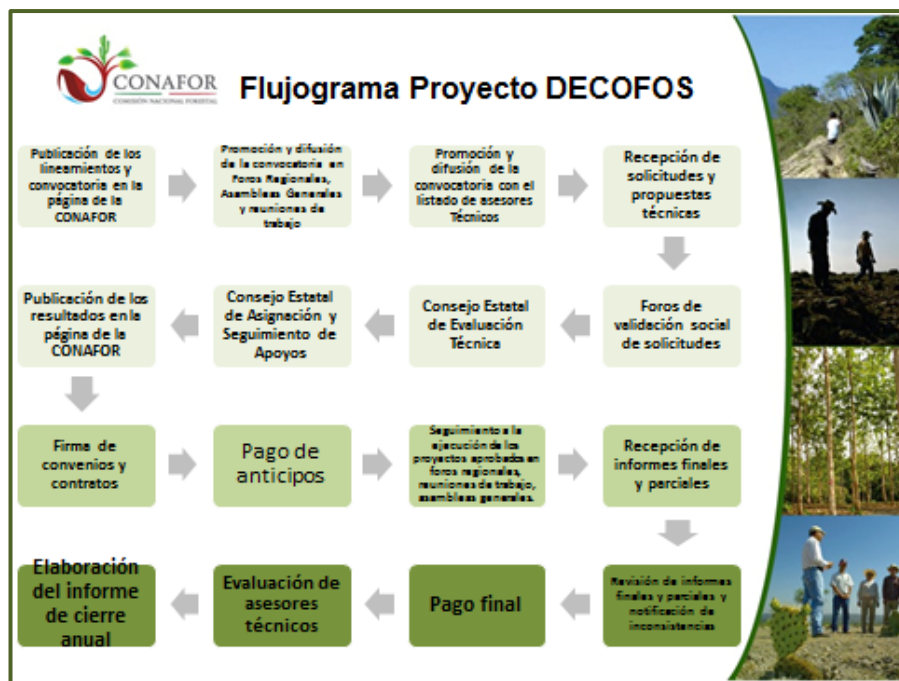 CONAFOR
COMISIÓN NACIONAL FORESTAL
Flujograma Proyecto DECOFOS
Publicación de los
lineamientos y
convocatoria en la
página de la
CONAFOR
Promoción y difusión
de la convocatoria en
Foros Regionales,
Asambleas Generales
y reuniones de
trabajo
Promoción y
difusión de la
convocatoria con el
listado de asesores
Técnicos
Recepción de
solicitudes y
propuestas
técnicas
Foros de
validación social
de solicitudes
Consejo Estatal
de Evaluación
Técnica
Consejo Estatal
de Asignación y
Seguimiento de
Apoyos
Publicación de los
resultados en la
página de la
CONAFOR
Firma de
convenios y
contratos
Pago de
anticipos
Seguimiento a la
ejecución de los
proyectos aprobados en
foros regionales,
reuniones de trabajo,
asambleas generales.
Recepción de
informes finales
y parciales
Revisión de informes
finales y parciales y
notificación de
inconsistencias
Pago final
Evaluación de
asesores
técnicos
Elaboración
del informe
de cierre
anual